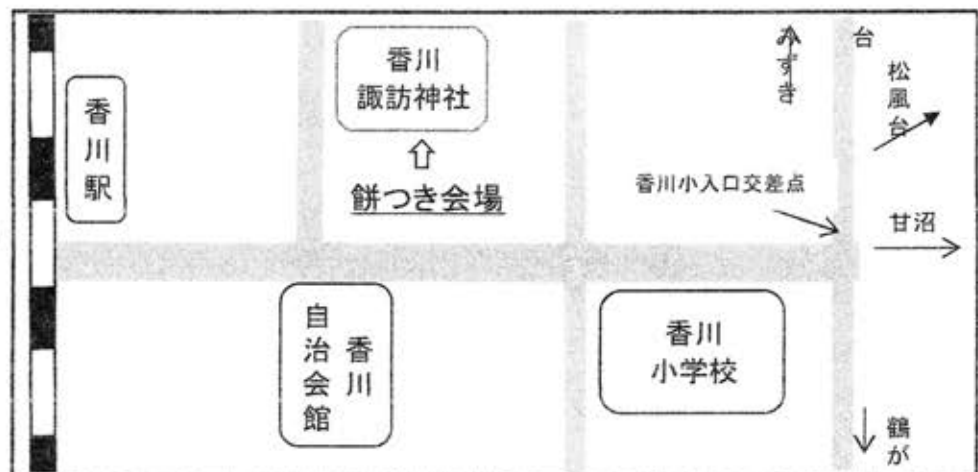 香川駅
香川
諏訪神社
餅つき会場
みずき
台
松風台
香川小入口交差点
甘沼
香川
自治会館
香川
小学校
鶴が